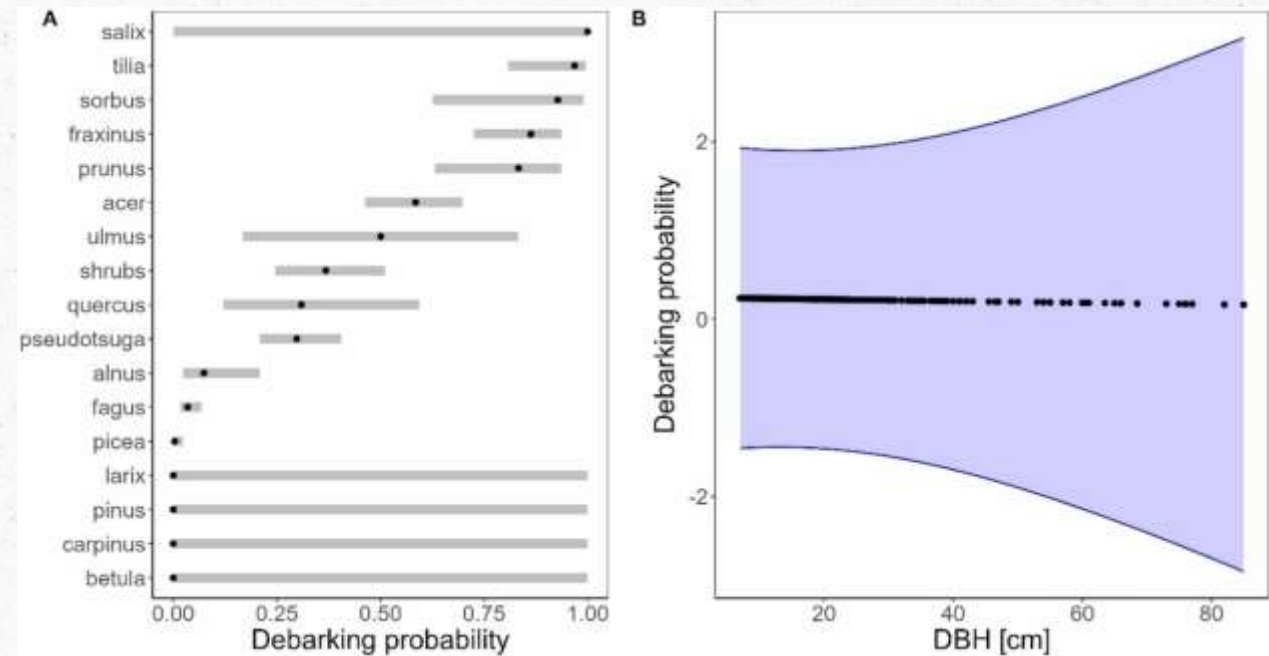 A
salix
tilia
sorbus
fraxinus
prunus
acer
ulmus
shrubs
quercus
pseudotsuga
alnus
fagus
picea
larix
pinus
carpinus
betula
0.00 0.25 0.50 0.75 1.00
Debarking probability
B
Debarking probability
2
0
-2
20 40 60 80
DBH [cm]